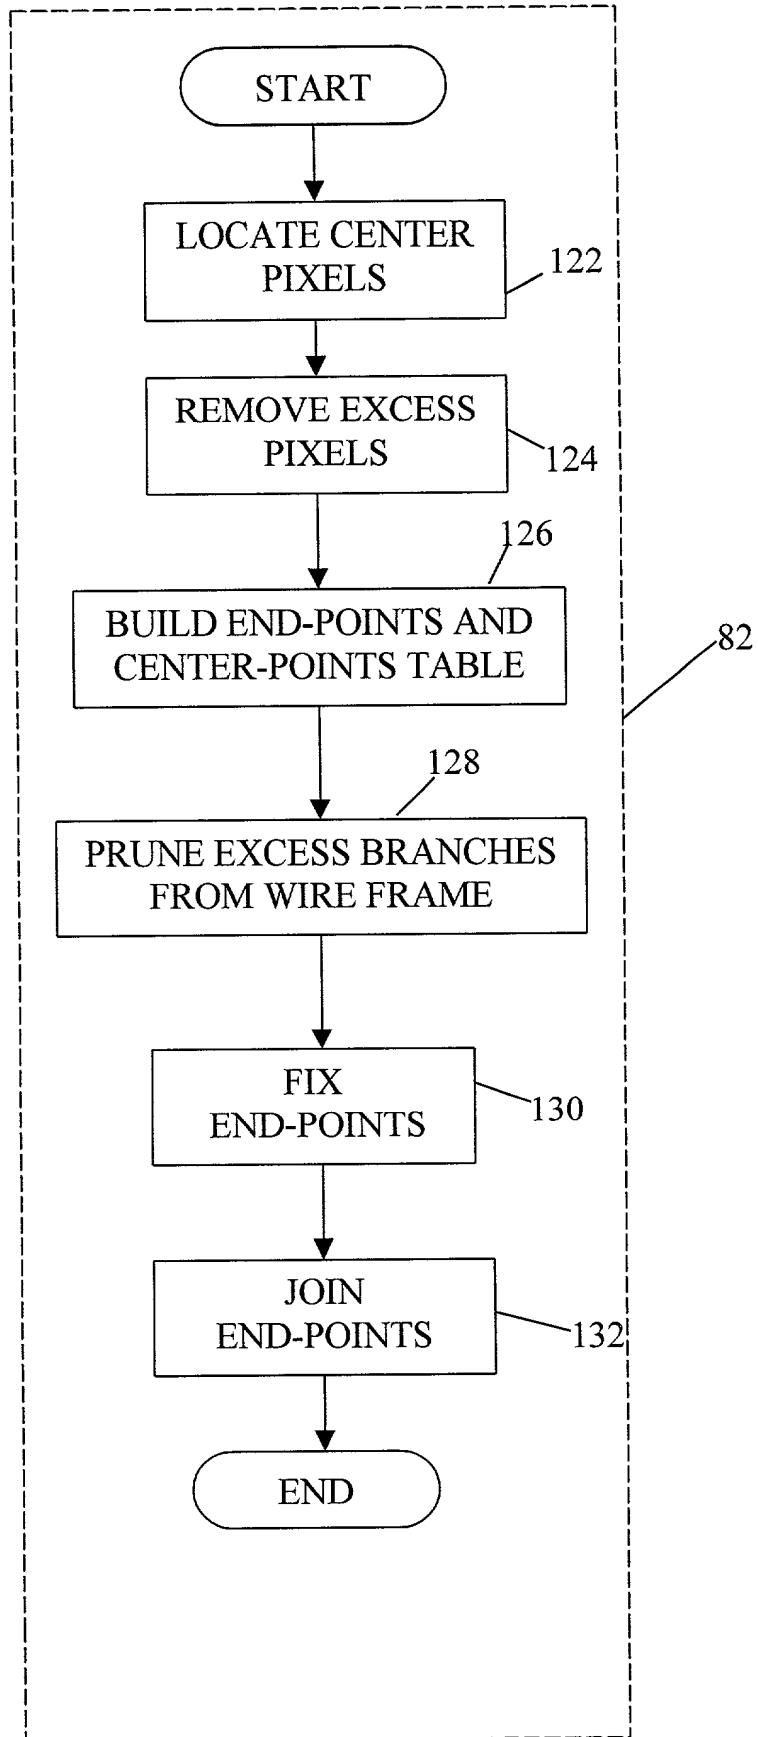 START
LOCATE CENTER
PIXELS
122
REMOVE EXCESS
PIXELS
124
126
BUILD END-POINTS AND
CENTER-POINTS TABLE
82
128
PRUNE EXCESS BRANCHES
FROM WIRE FRAME
FIX
END-POINTS
130
JOIN
END-POINTS
132
END